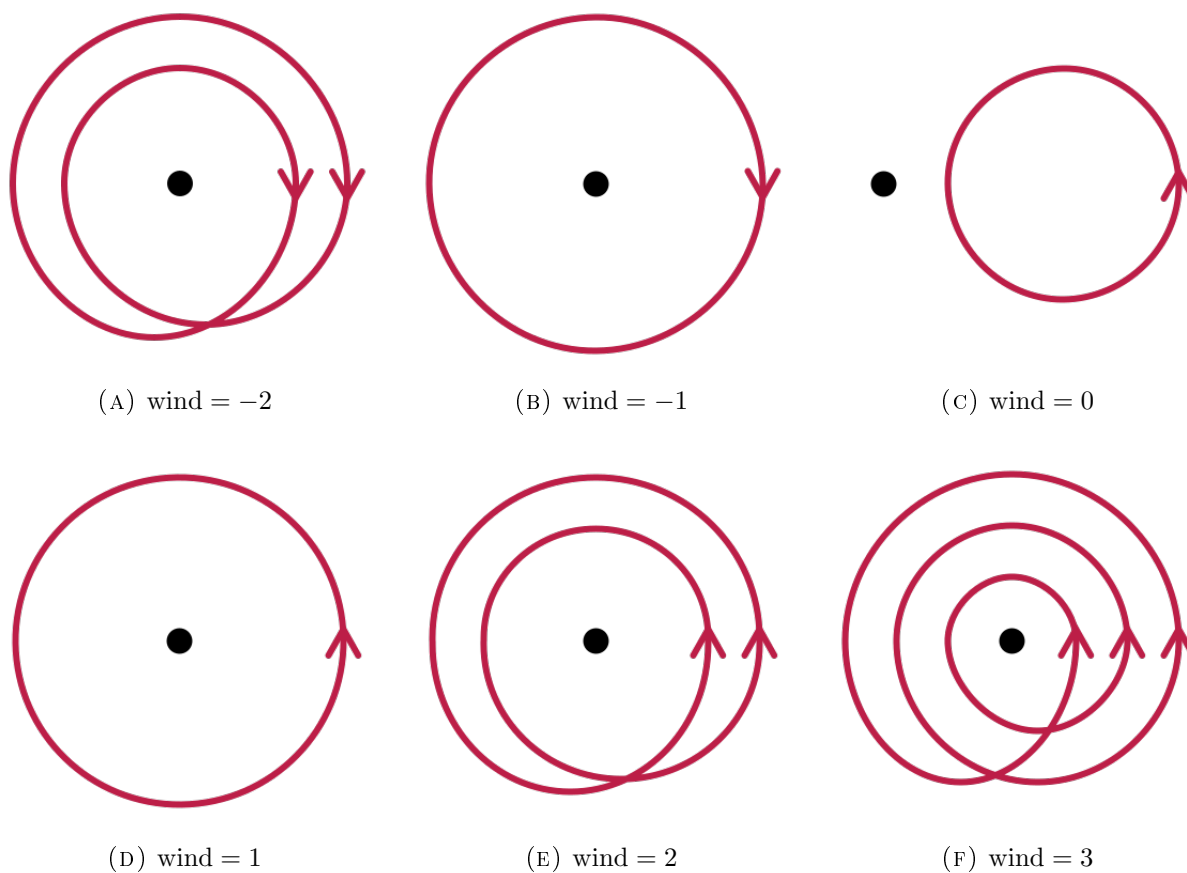 (A) wind = −2
(B) wind = −1
(C) wind = 0
(D) wind = 1
(E) wind = 2
(F) wind = 3